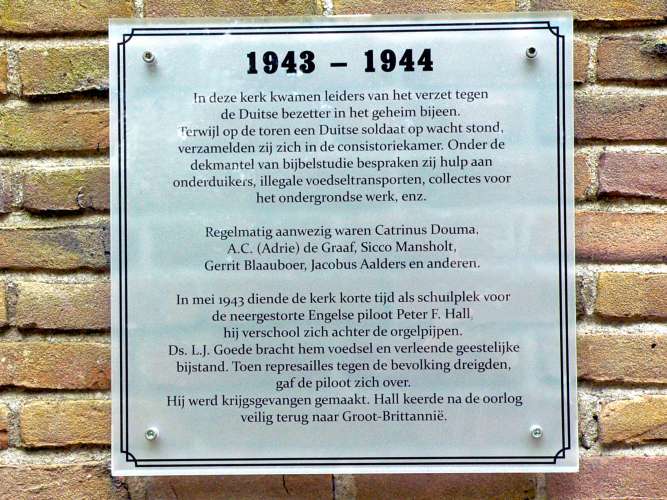 1943 – 1944
In deze kerk kwamen leiders van het verzet tegen
de Duitse bezetter in het geheim bijeen.
Terwijl op de toren een Duitse soldaat op wacht stond,
verzamelden zij zich in de consistoriekamer. Onder de
dekmantel van bijbelstudie bespraken zij hulp aan
onderduikers, illegale voedseltransporten, collectes voor
het ondergrondse werk, enz.
Regelmatig aanwezig waren Catrinus Douma,
A.C. (Adrie) de Graaf, Sicco Mansholt,
Gerrit Blaauboer, Jacobus Aalders en anderen.
In mei 1943 diende de kerk korte tijd als schuilplek voor
de neergestorte Engelse piloot Peter F. Hall,
hij verschool zich achter de orgelpijpen.
Ds. L.J. Goede bracht hem voedsel en verleende geestelijke
bijstand. Toen represailles tegen de bevolking dreigden,
gaf de piloot zich over.
Hij werd krijgsgevangen gemaakt. Hall keerde na de oorlog
veilig terug naar Groot-Brittannië.